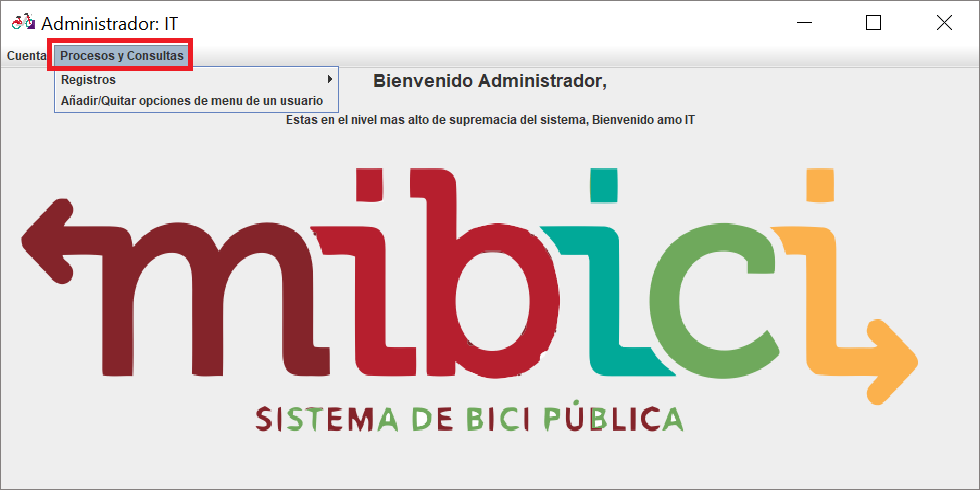 Administrador: IT
Cuenta Procesos y Consultas
Registros
Añadir/Quitar opciones de menu de un usuario
Bienvenido Administrador,
Estas en el nivel mas alto de supremacia del sistema, Bienvenido amo IT
mibici
SISTEMA DE BICI PÚBLICA